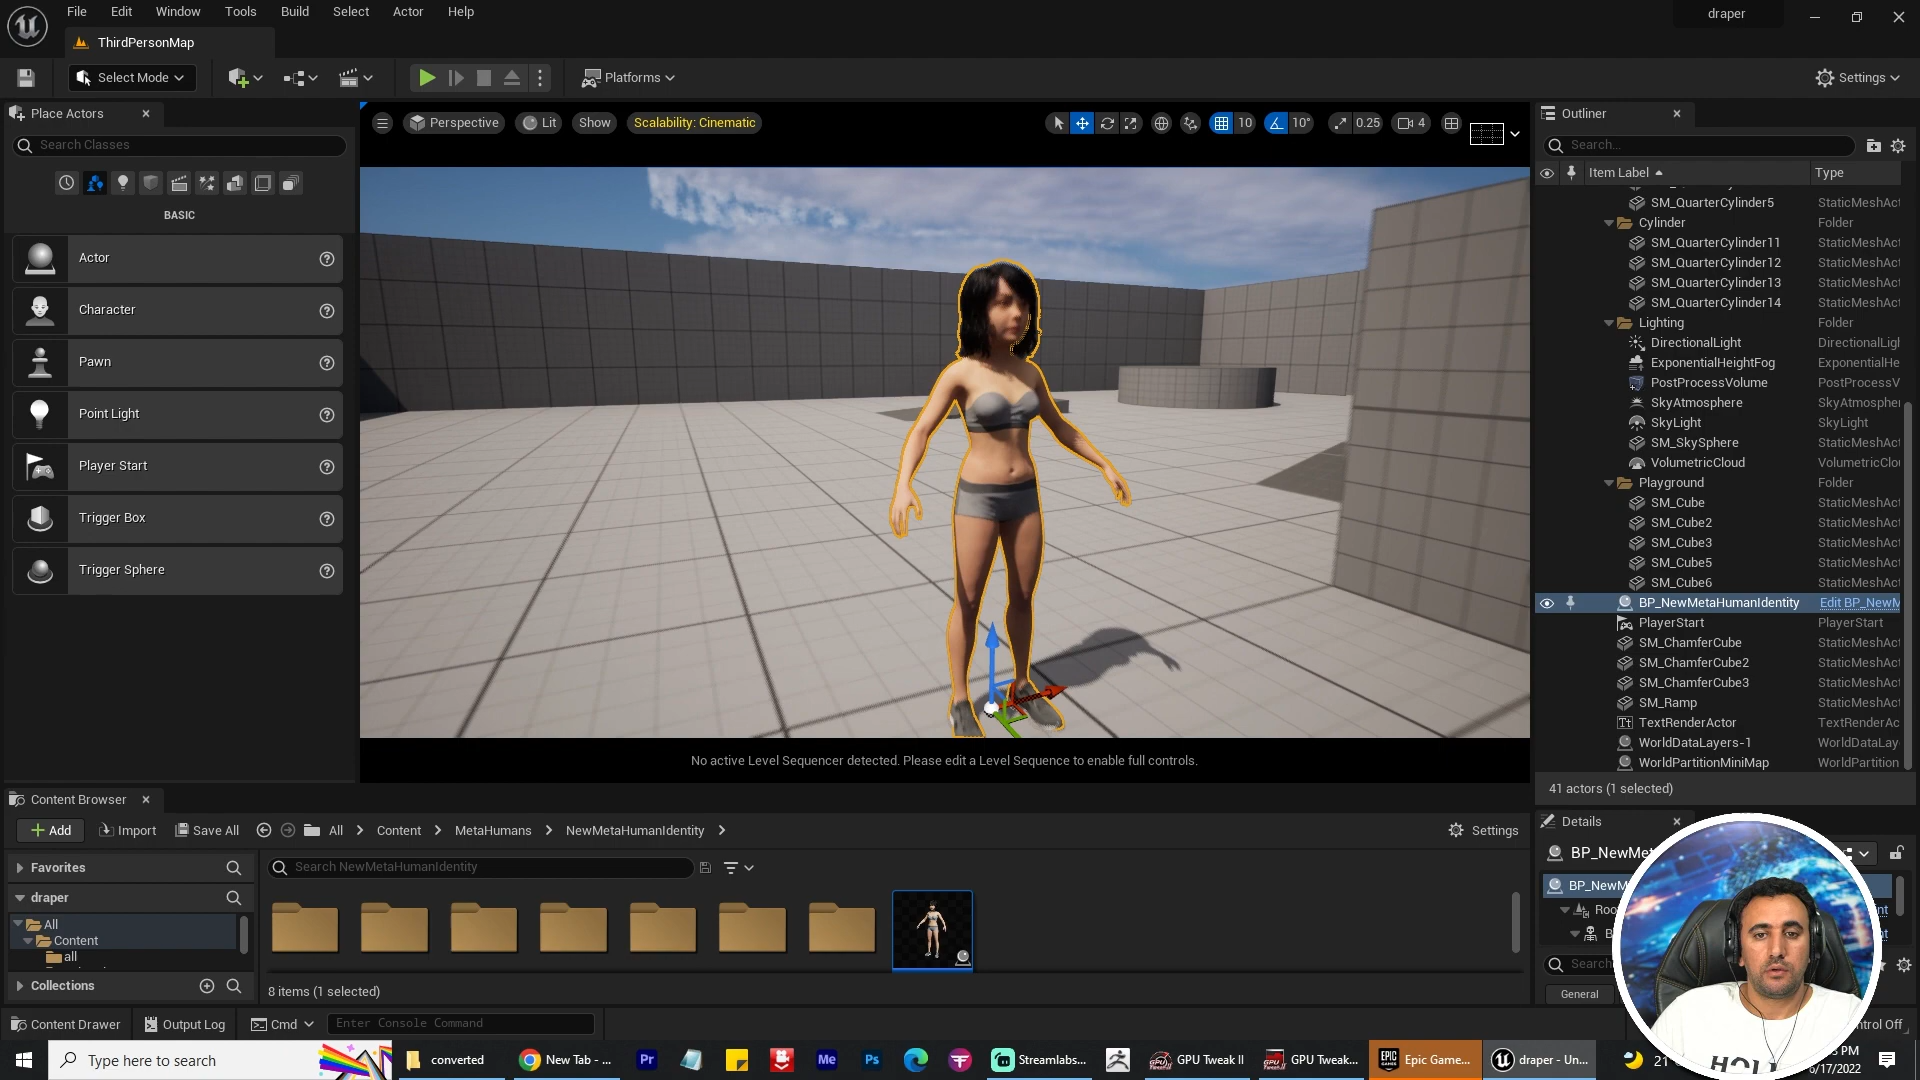 File Edit Window Tools Build Select Actor Help
draper
ThirdPersonMap
Select Mode
Platforms
Settings
Place Actors
Search Classes
BASIC
Actor
Character
Pawn
Point Light
Player Start
Trigger Box
Trigger Sphere
Perspective
Lit
Show
Scalability: Cinematic
10
10°
0.25
4
No active Level Sequencer detected. Please edit a Level Sequence to enable full controls.
Outliner
Search...
Item Label Type
SM_QuarterCylinder5 StaticMeshAct
Cylinder Folder
SM_QuarterCylinder11 StaticMeshAct
SM_QuarterCylinder12 StaticMeshAct
SM_QuarterCylinder13 StaticMeshAct
SM_QuarterCylinder14 StaticMeshAct
Lighting Folder
DirectionalLight DirectionalLigh
ExponentialHeightFog ExponentialHe
PostProcessVolume PostProcessV
SkyAtmosphere SkyAtmospher
SkyLight SkyLight
SM_SkySphere StaticMeshAct
VolumetricCloud VolumetricClou
Playground Folder
SM_Cube StaticMeshAct
SM_Cube2 StaticMeshAct
SM_Cube3 StaticMeshAct
SM_Cube5 StaticMeshAct
SM_Cube6 StaticMeshAct
BP_NewMetaHumanIdentity Edit BP_NewM
PlayerStart PlayerStart
SM_ChamferCube StaticMeshAct
SM_ChamferCube2 StaticMeshAct
SM_ChamferCube3 StaticMeshAct
SM_Ramp StaticMeshAct
TextRenderActor TextRenderAc
WorldDataLayers-1 WorldDataLay
WorldPartitionMiniMap WorldPartition
41 actors (1 selected)
Details
BP_NewMet
BP_NewM
Roo
Search
General
Content Browser
Add Import Save All All Content MetaHumans NewMetaHumanIdentity Settings
Favorites
Search NewMetaHumanIdentity
draper
All
Content
all
Collections
8 items (1 selected)
Content Drawer Output Log Cmd Enter Console Command
ntrol Off
Type here to search
converted
New Tab - ...
Pr
Me
Ps
Streamlabs...
GPU Tweak II
GPU Tweak...
Epic Game...
draper - Un...
21
6/17/2022